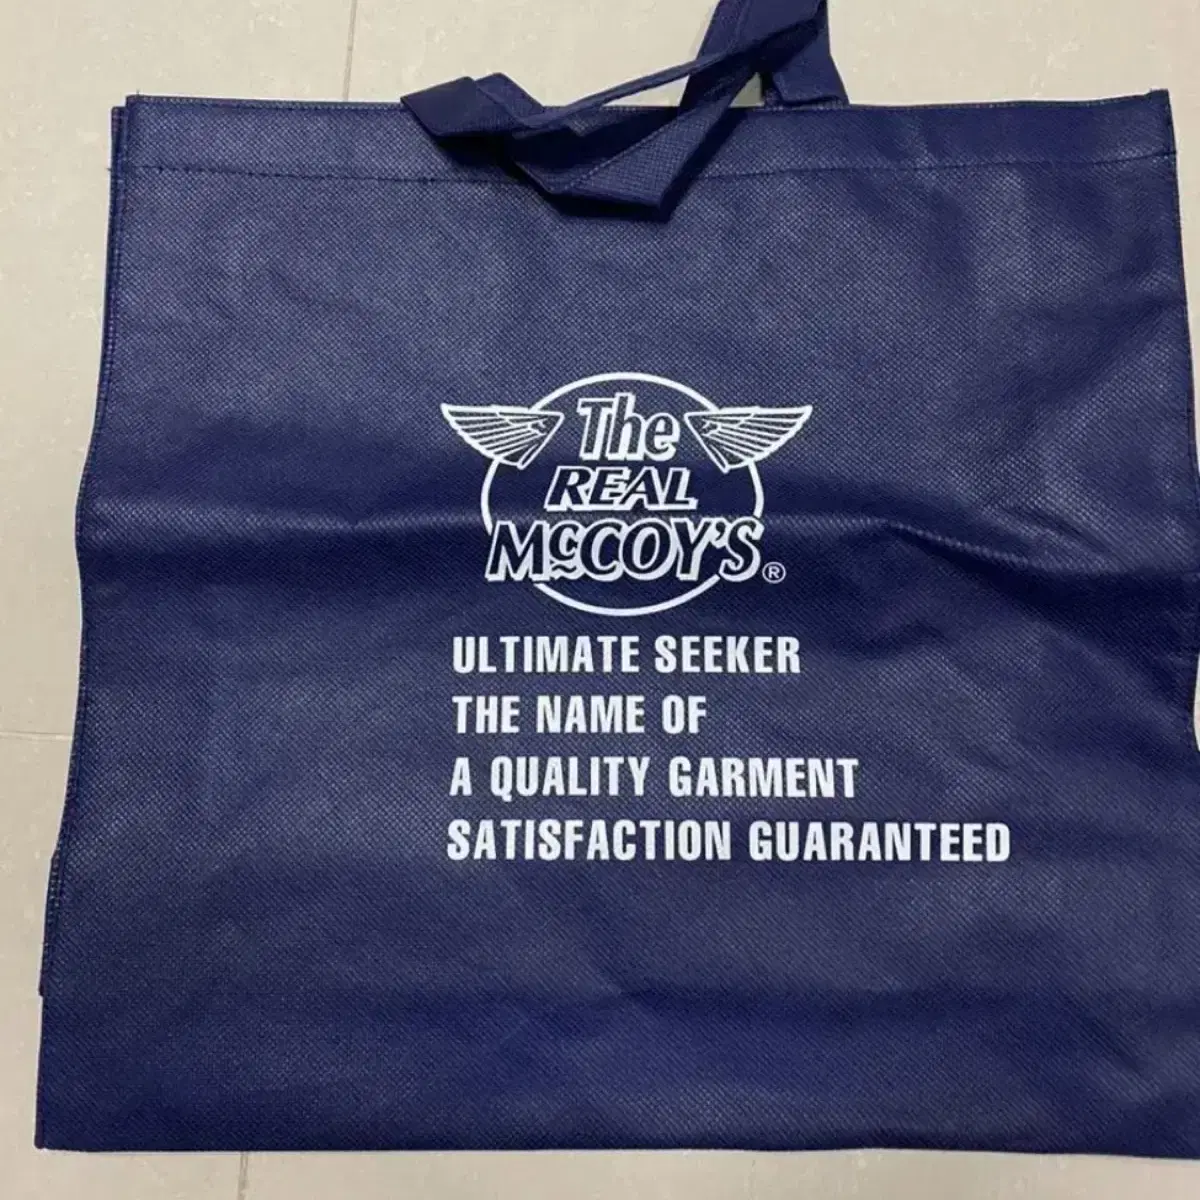 The
REAL
McCOY'S®
ULTIMATE SEEKER
THE NAME OF
A QUALITY GARMENT
SATISFACTION GUARANTEED